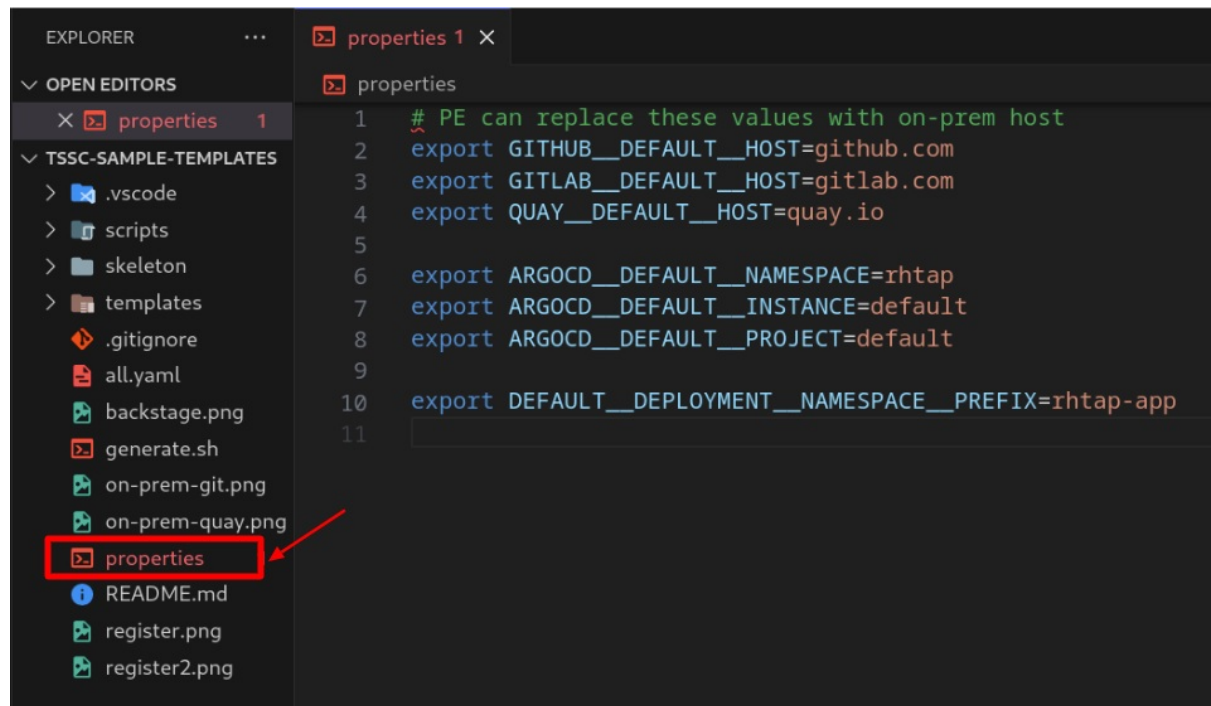 EXPLORER ...
OPEN EDITORS
properties 1
TSSC-SAMPLE-TEMPLATES
.vscode
scripts
skeleton
templates
.gitignore
all.yaml
backstage.png
generate.sh
on-prem-git.png
on-prem-quay.png
properties
README.md
register.png
register2.png
properties 1
properties
1 # PE can replace these values with on-prem host
2 export GITHUB__DEFAULT__HOST=github.com
3 export GITLAB__DEFAULT__HOST=gitlab.com
4 export QUAY__DEFAULT__HOST=quay.io
5
6 export ARGOCD__DEFAULT__NAMESPACE=rhtap
7 export ARGOCD__DEFAULT__INSTANCE=default
8 export ARGOCD__DEFAULT__PROJECT=default
9
10 export DEFAULT__DEPLOYMENT__NAMESPACE__PREFIX=rhtap-app
11